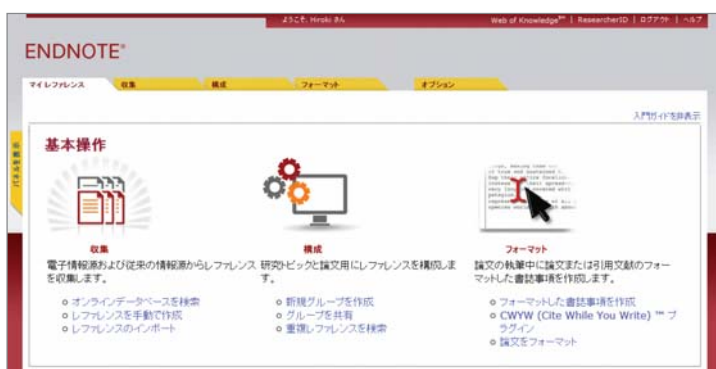 ようこそ, Hiroki さん
Web of Knowledge℠ | ResearcherID | ログアウト | ヘルプ
ENDNOTE®
マイレファレンス 収集 構成 フォーマット オプション
入門ガイドを非表示
パネルを表示
基本操作
収集
電子情報源および従来の情報源からレファレンス
を収集します。
オンラインデータベースを検索
レファレンスを手動で作成
レファレンスのインポート
構成
研究トピックと論文用にレファレンスを構成しま
す。
新規グループを作成
グループを共有
重複レファレンスを検索
フォーマット
論文の執筆中に論文または引用文献のフォー
マットした書誌事項を作成します。
フォーマットした書誌事項を作成
CWYW (Cite While You Write) ™ プ
ラグイン
論文をフォーマット